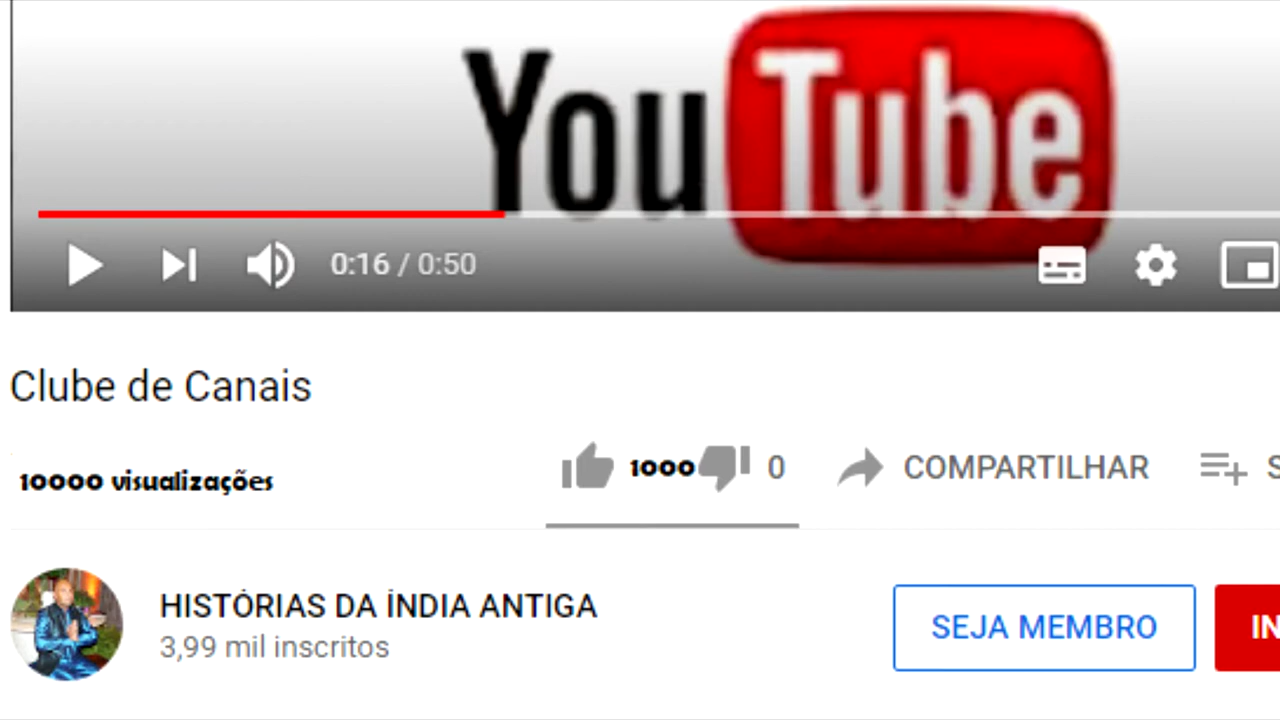 YouTube
0:16 / 0:50
Clube de Canais
10000 visualizações
1000 0 COMPARTILHAR S
HISTÓRIAS DA ÍNDIA ANTIGA
3,99 mil inscritos
SEJA MEMBRO IN